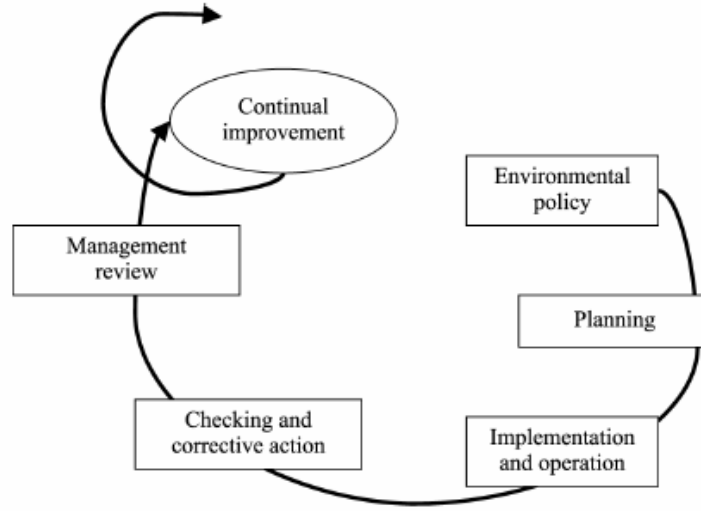 Continual
improvement
Environmental
policy
Management
review
Planning
Checking and
corrective action
Implementation
and operation